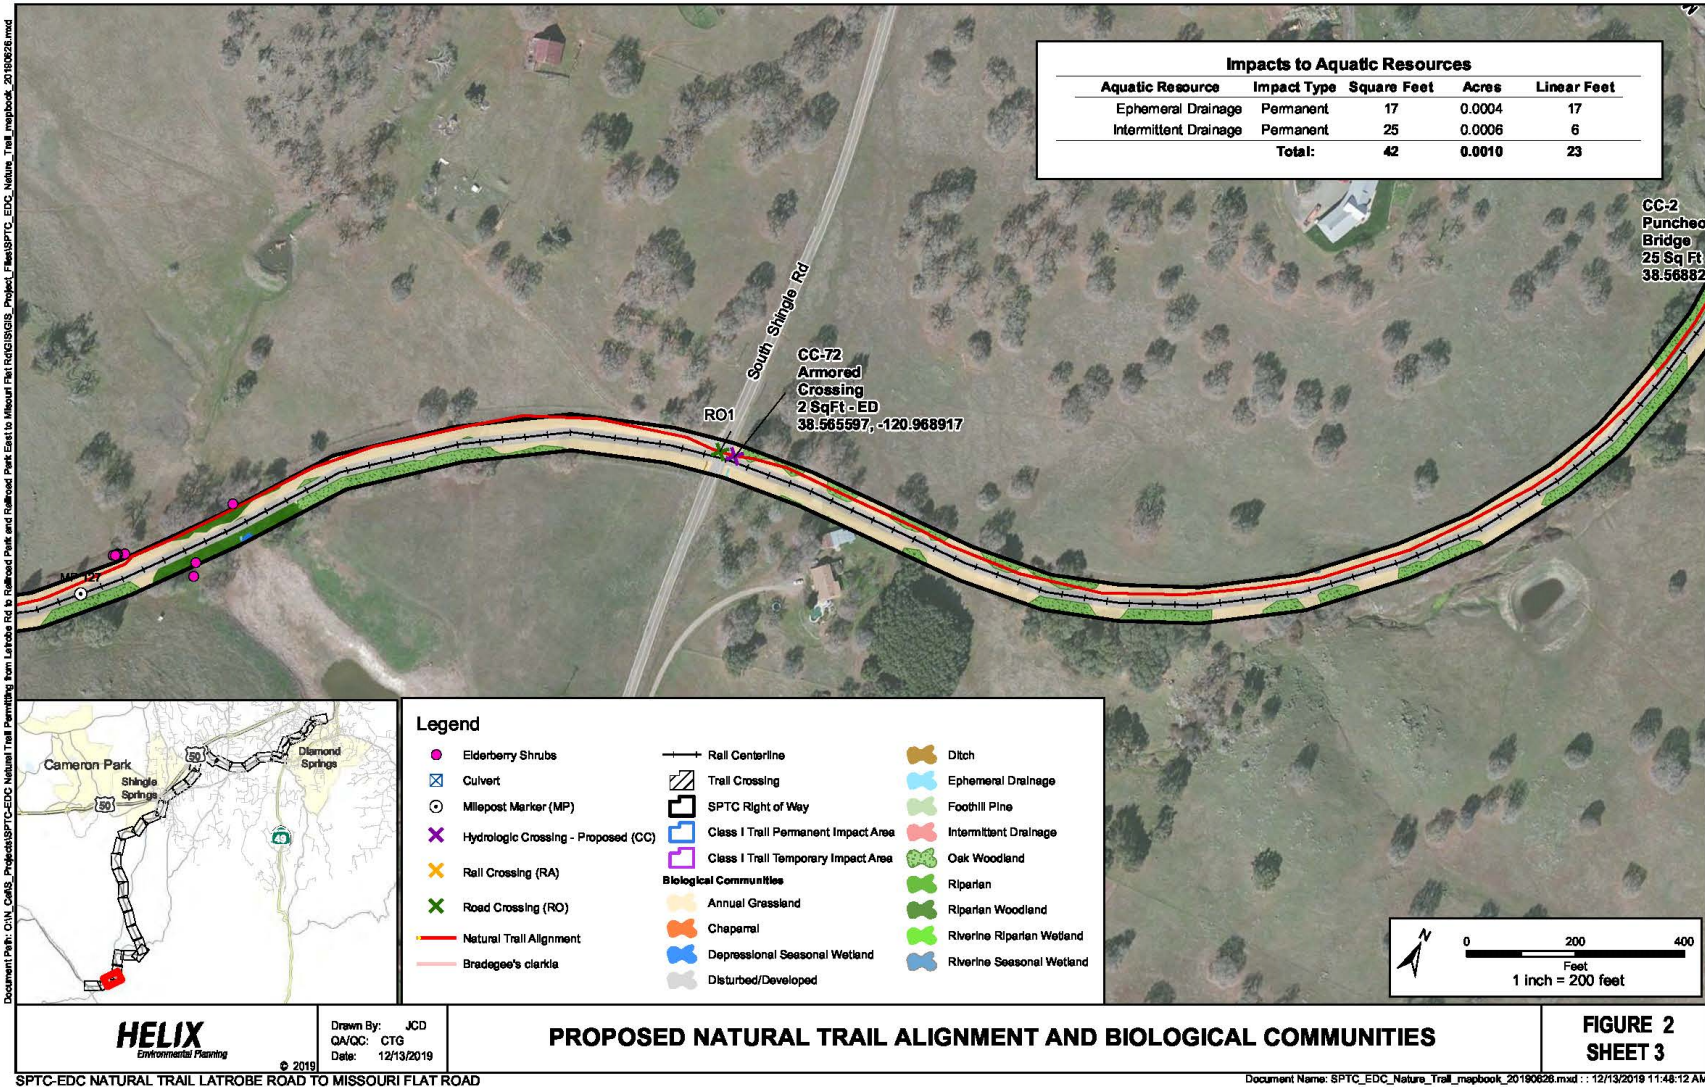 Impacts to Aquatic Resources
Aquatic Resource Impact Type Square Feet Acres Linear Feet
Ephemeral Drainage Permanent 17 0.0004 17
Intermittent Drainage Permanent 25 0.0006 6
Total: 42 0.0010 23
CC-2
Puncheo
Bridge
25 Sq Ft
38.56882
South Shingle Rd
CC-72
Armored
Crossing
2 SqFt - ED
38.565597, -120.968917
RO1
MP 127
N
Cameron Park
Shingle
Springs
Diamond
Springs
50
50
49
Legend
Elderberry Shrubs
Culvert
Milepost Marker (MP)
Hydrologic Crossing - Proposed (CC)
Rail Crossing (RA)
Road Crossing (RO)
Natural Trail Alignment
Bradegee's clarkia
Rail Centerline
Trail Crossing
SPTC Right of Way
Class I Trail Permanent Impact Area
Class I Trail Temporary Impact Area
Biological Communities
Annual Grassland
Chaparral
Depressional Seasonal Wetland
Disturbed/Developed
Ditch
Ephemeral Drainage
Foothill Pine
Intermittent Drainage
Oak Woodland
Riparian
Riparian Woodland
Riverine Riparian Wetland
Riverine Seasonal Wetland
N
0 200 400
Feet
1 inch = 200 feet
HELIX
Environmental Planning
© 2019
Drawn By: JCD
QA/QC: CTG
Date: 12/13/2019
PROPOSED NATURAL TRAIL ALIGNMENT AND BIOLOGICAL COMMUNITIES
FIGURE 2
SHEET 3
SPTC-EDC NATURAL TRAIL LATROBE ROAD TO MISSOURI FLAT ROAD
Document Name: SPTC_EDC_Nature_Trail_mapbook_20190626.mxd : : 12/13/2019 11:48:12 AM